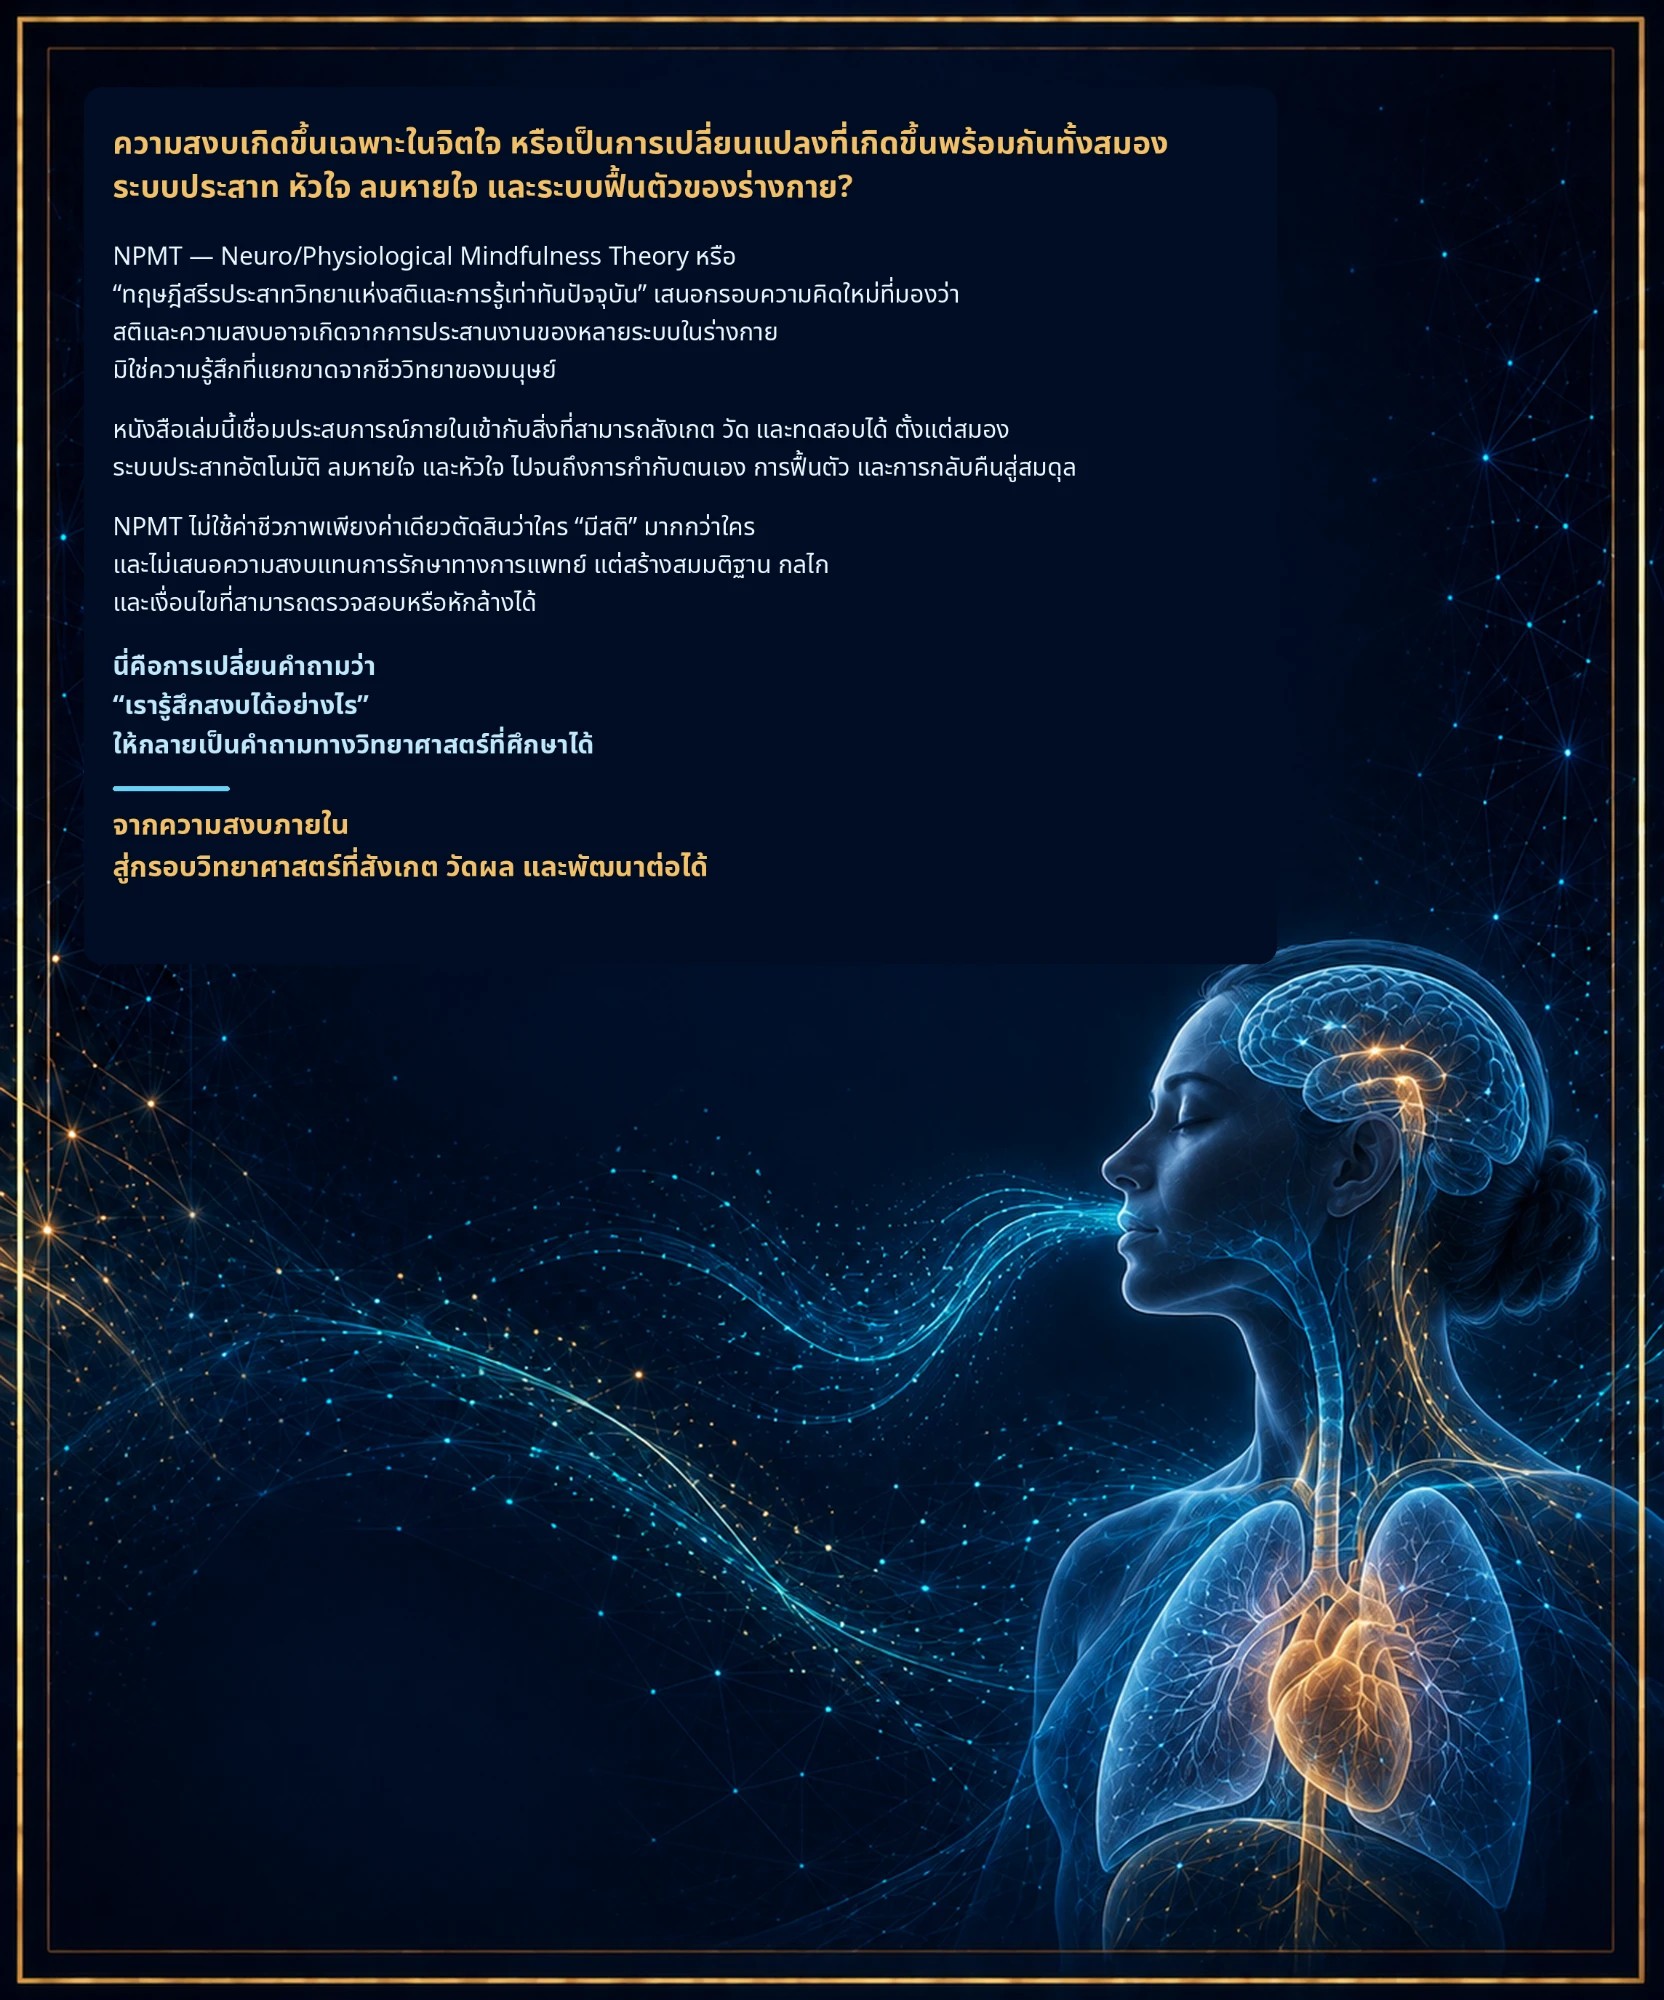 ความสงบเกิดขึ้นเฉพาะในจิตใจ หรือเป็นการเปลี่ยนแปลงที่เกิดขึ้นพร้อมกันทั้งสมอง
ระบบประสาท หัวใจ ลมหายใจ และระบบฟื้นตัวของร่างกาย?
NPMT — Neuro/Physiological Mindfulness Theory หรือ
“ทฤษฎีสรีรประสาทวิทยาแห่งสติและการรู้เท่าทันปัจจุบัน” เสนอกรอบความคิดใหม่ที่มองว่า
สติและความสงบอาจเกิดจากการประสานงานของหลายระบบในร่างกาย
มิใช่ความรู้สึกที่แยกขาดจากชีววิทยาของมนุษย์
หนังสือเล่มนี้เชื่อมประสบการณ์ภายในเข้ากับสิ่งที่สามารถสังเกต วัด และทดสอบได้ ตั้งแต่สมอง
ระบบประสาทอัตโนมัติ ลมหายใจ และหัวใจ ไปจนถึงการกำกับตนเอง การฟื้นตัว และการกลับคืนสู่สมดุล
NPMT ไม่ใช้ค่าชีวภาพเพียงค่าเดียวตัดสินว่าใคร “มีสติ” มากกว่าใคร
และไม่เสนอความสงบแทนการรักษาทางการแพทย์ แต่สร้างสมมติฐาน กลไก
และเงื่อนไขที่สามารถตรวจสอบหรือหักล้างได้
นี่คือการเปลี่ยนคำถามว่า
“เรารู้สึกสงบได้อย่างไร”
ให้กลายเป็นคำถามทางวิทยาศาสตร์ที่ศึกษาได้
จากความสงบภายใน
สู่กรอบวิทยาศาสตร์ที่สังเกต วัดผล และพัฒนาต่อได้